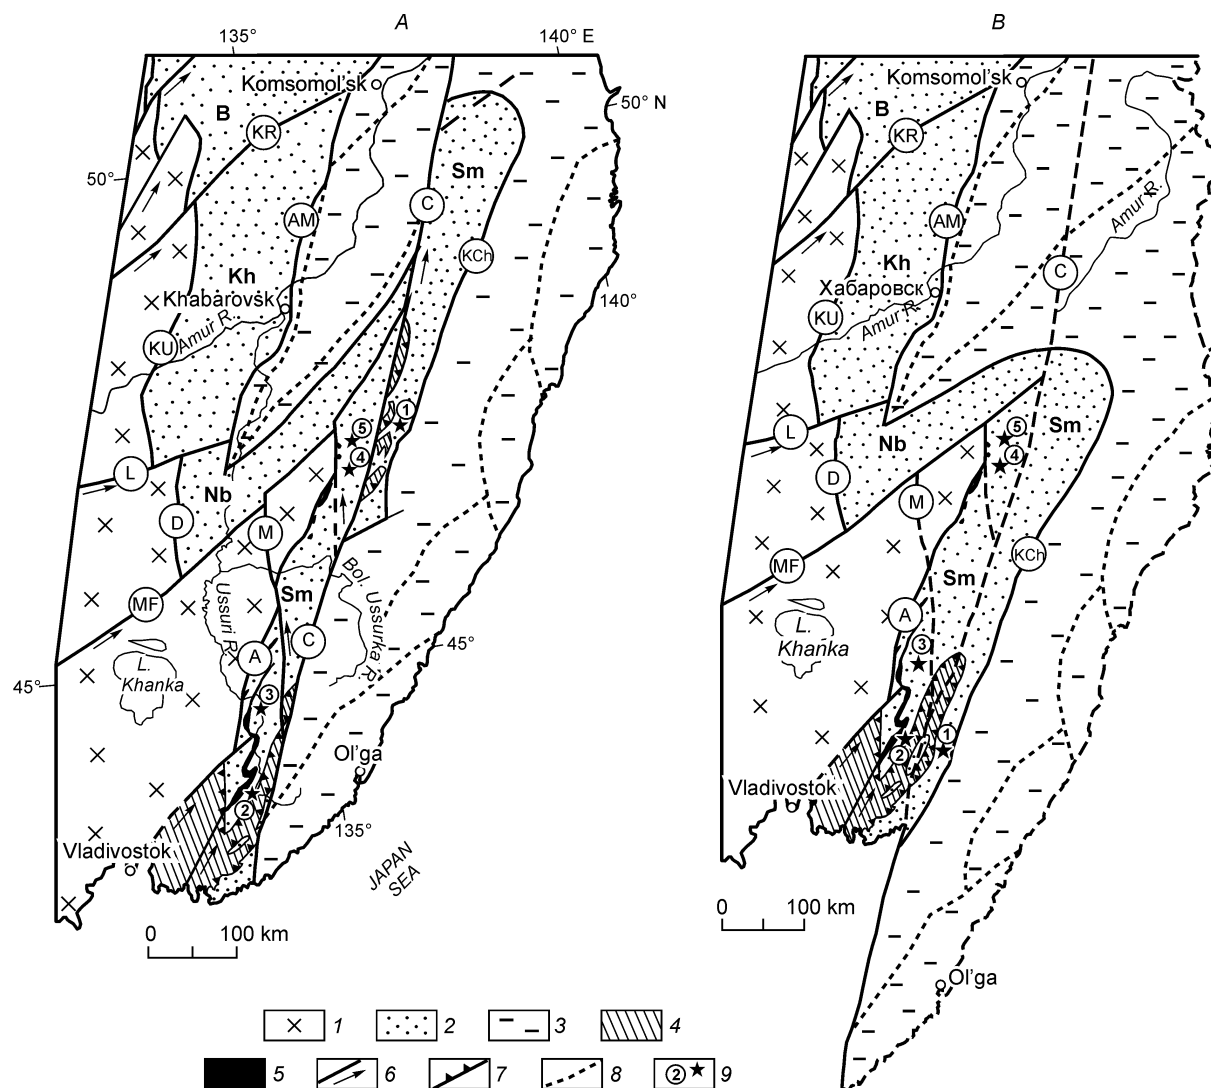 A
135°
140° E
Komsomol'sk
50° N
B
KR
50°
Sm
C
AM
KCh
Kh
Khabarovsk
140°
Amur R.
KU
1
5
4
L
Nb
D
M
MF
Sm
Bol. Ussurka R.
Ussuri R.
C
A
45°
L.
Khanka
45°
3
Ol'ga
2
135°
Vladivostok
JAPAN
SEA
0 100 km
B
Komsomol'sk
B
KR
Amur R.
AM
Kh
C
Хабаровск
Amur R.
KU
L
Nb
5
Sm
4
D
M
KCh
MF
Sm
L.
Khanka
A
3
1
2
Vladivostok
0 100 km
Ol'ga
1 2 3 4
5 6 7 8 2 9